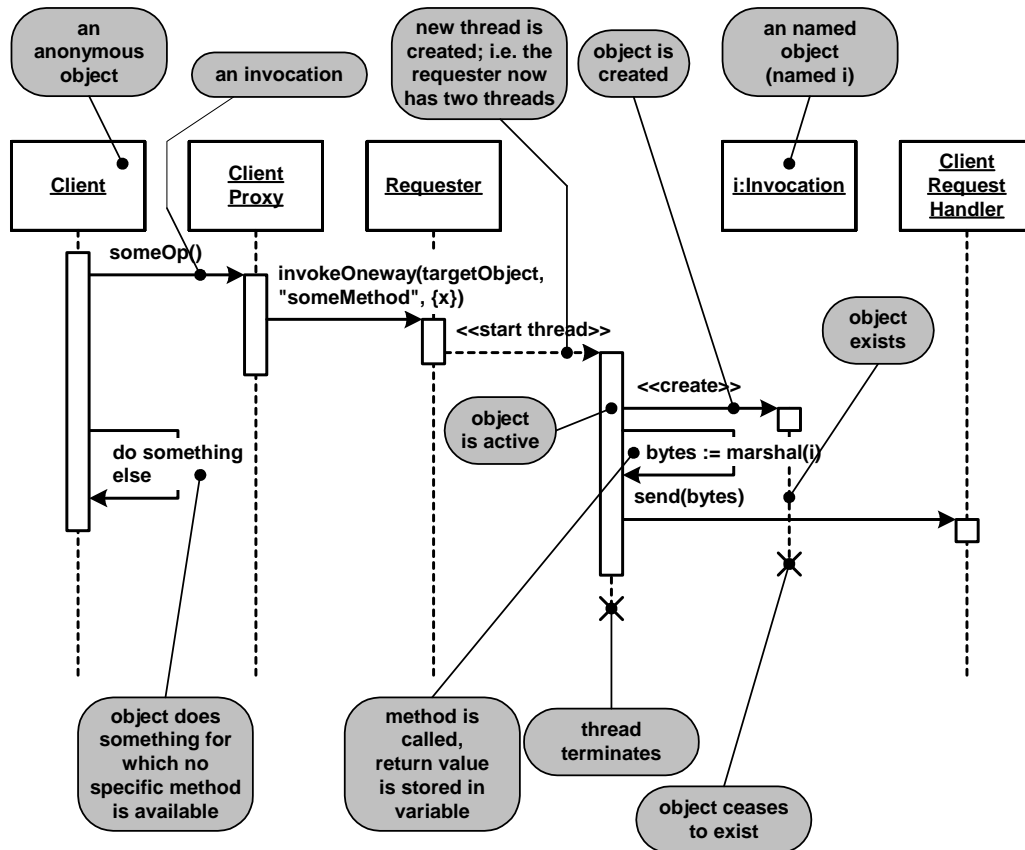 an
anonymous
object
an invocation
new thread is
created; i.e. the
requester now
has two threads
object is
created
an named
object
(named i)
Client
Client
Proxy
Requester
i:Invocation
Client
Request
Handler
someOp()
invokeOneway(targetObject,
"someMethod", {x})
<<start thread>>
object
exists
<<create>>
object
is active
do something
else
bytes := marshal(i)
send(bytes)
object does
something for
which no
specific method
is available
method is
called,
return value
is stored in
variable
thread
terminates
object ceases
to exist